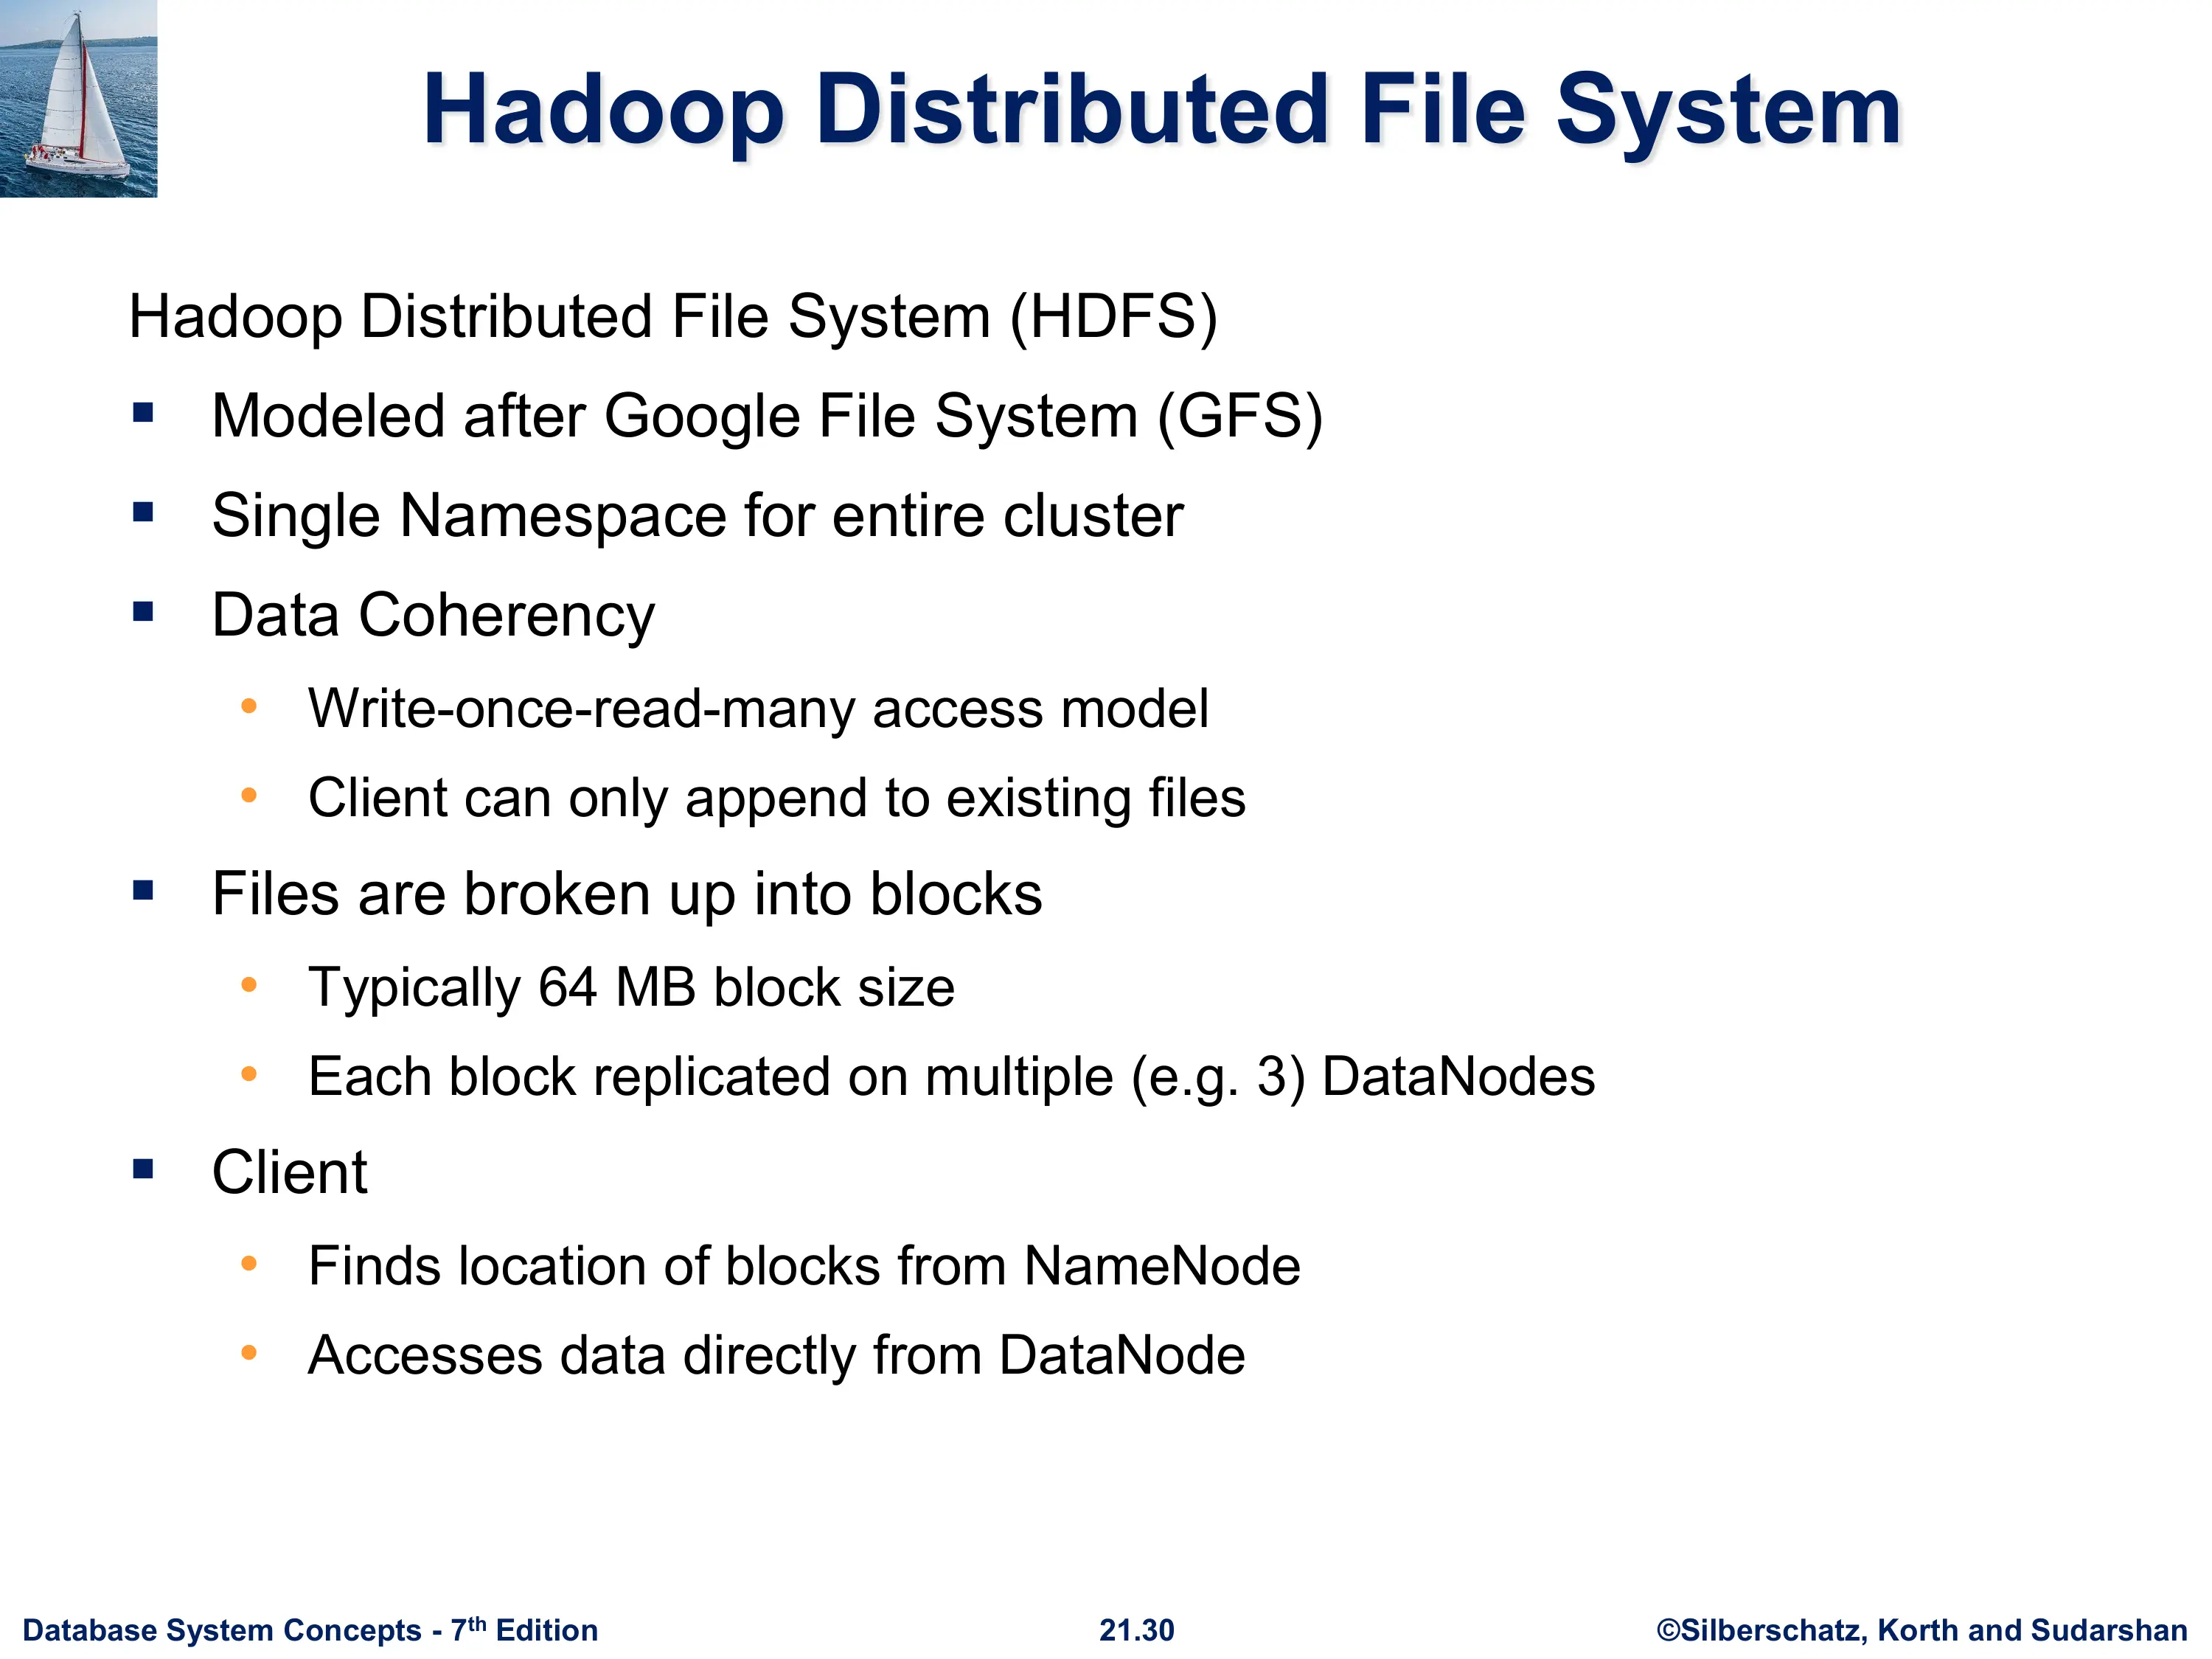 Hadoop Distributed File System
Hadoop Distributed File System (HDFS)
▪ Modeled after Google File System (GFS)
▪ Single Namespace for entire cluster
▪ Data Coherency
• Write-once-read-many access model
• Client can only append to existing files
▪ Files are broken up into blocks
• Typically 64 MB block size
• Each block replicated on multiple (e.g. 3) DataNodes
▪ Client
• Finds location of blocks from NameNode
• Accesses data directly from DataNode
Database System Concepts - 7th Edition 21.30 ©Silberschatz, Korth and Sudarshan